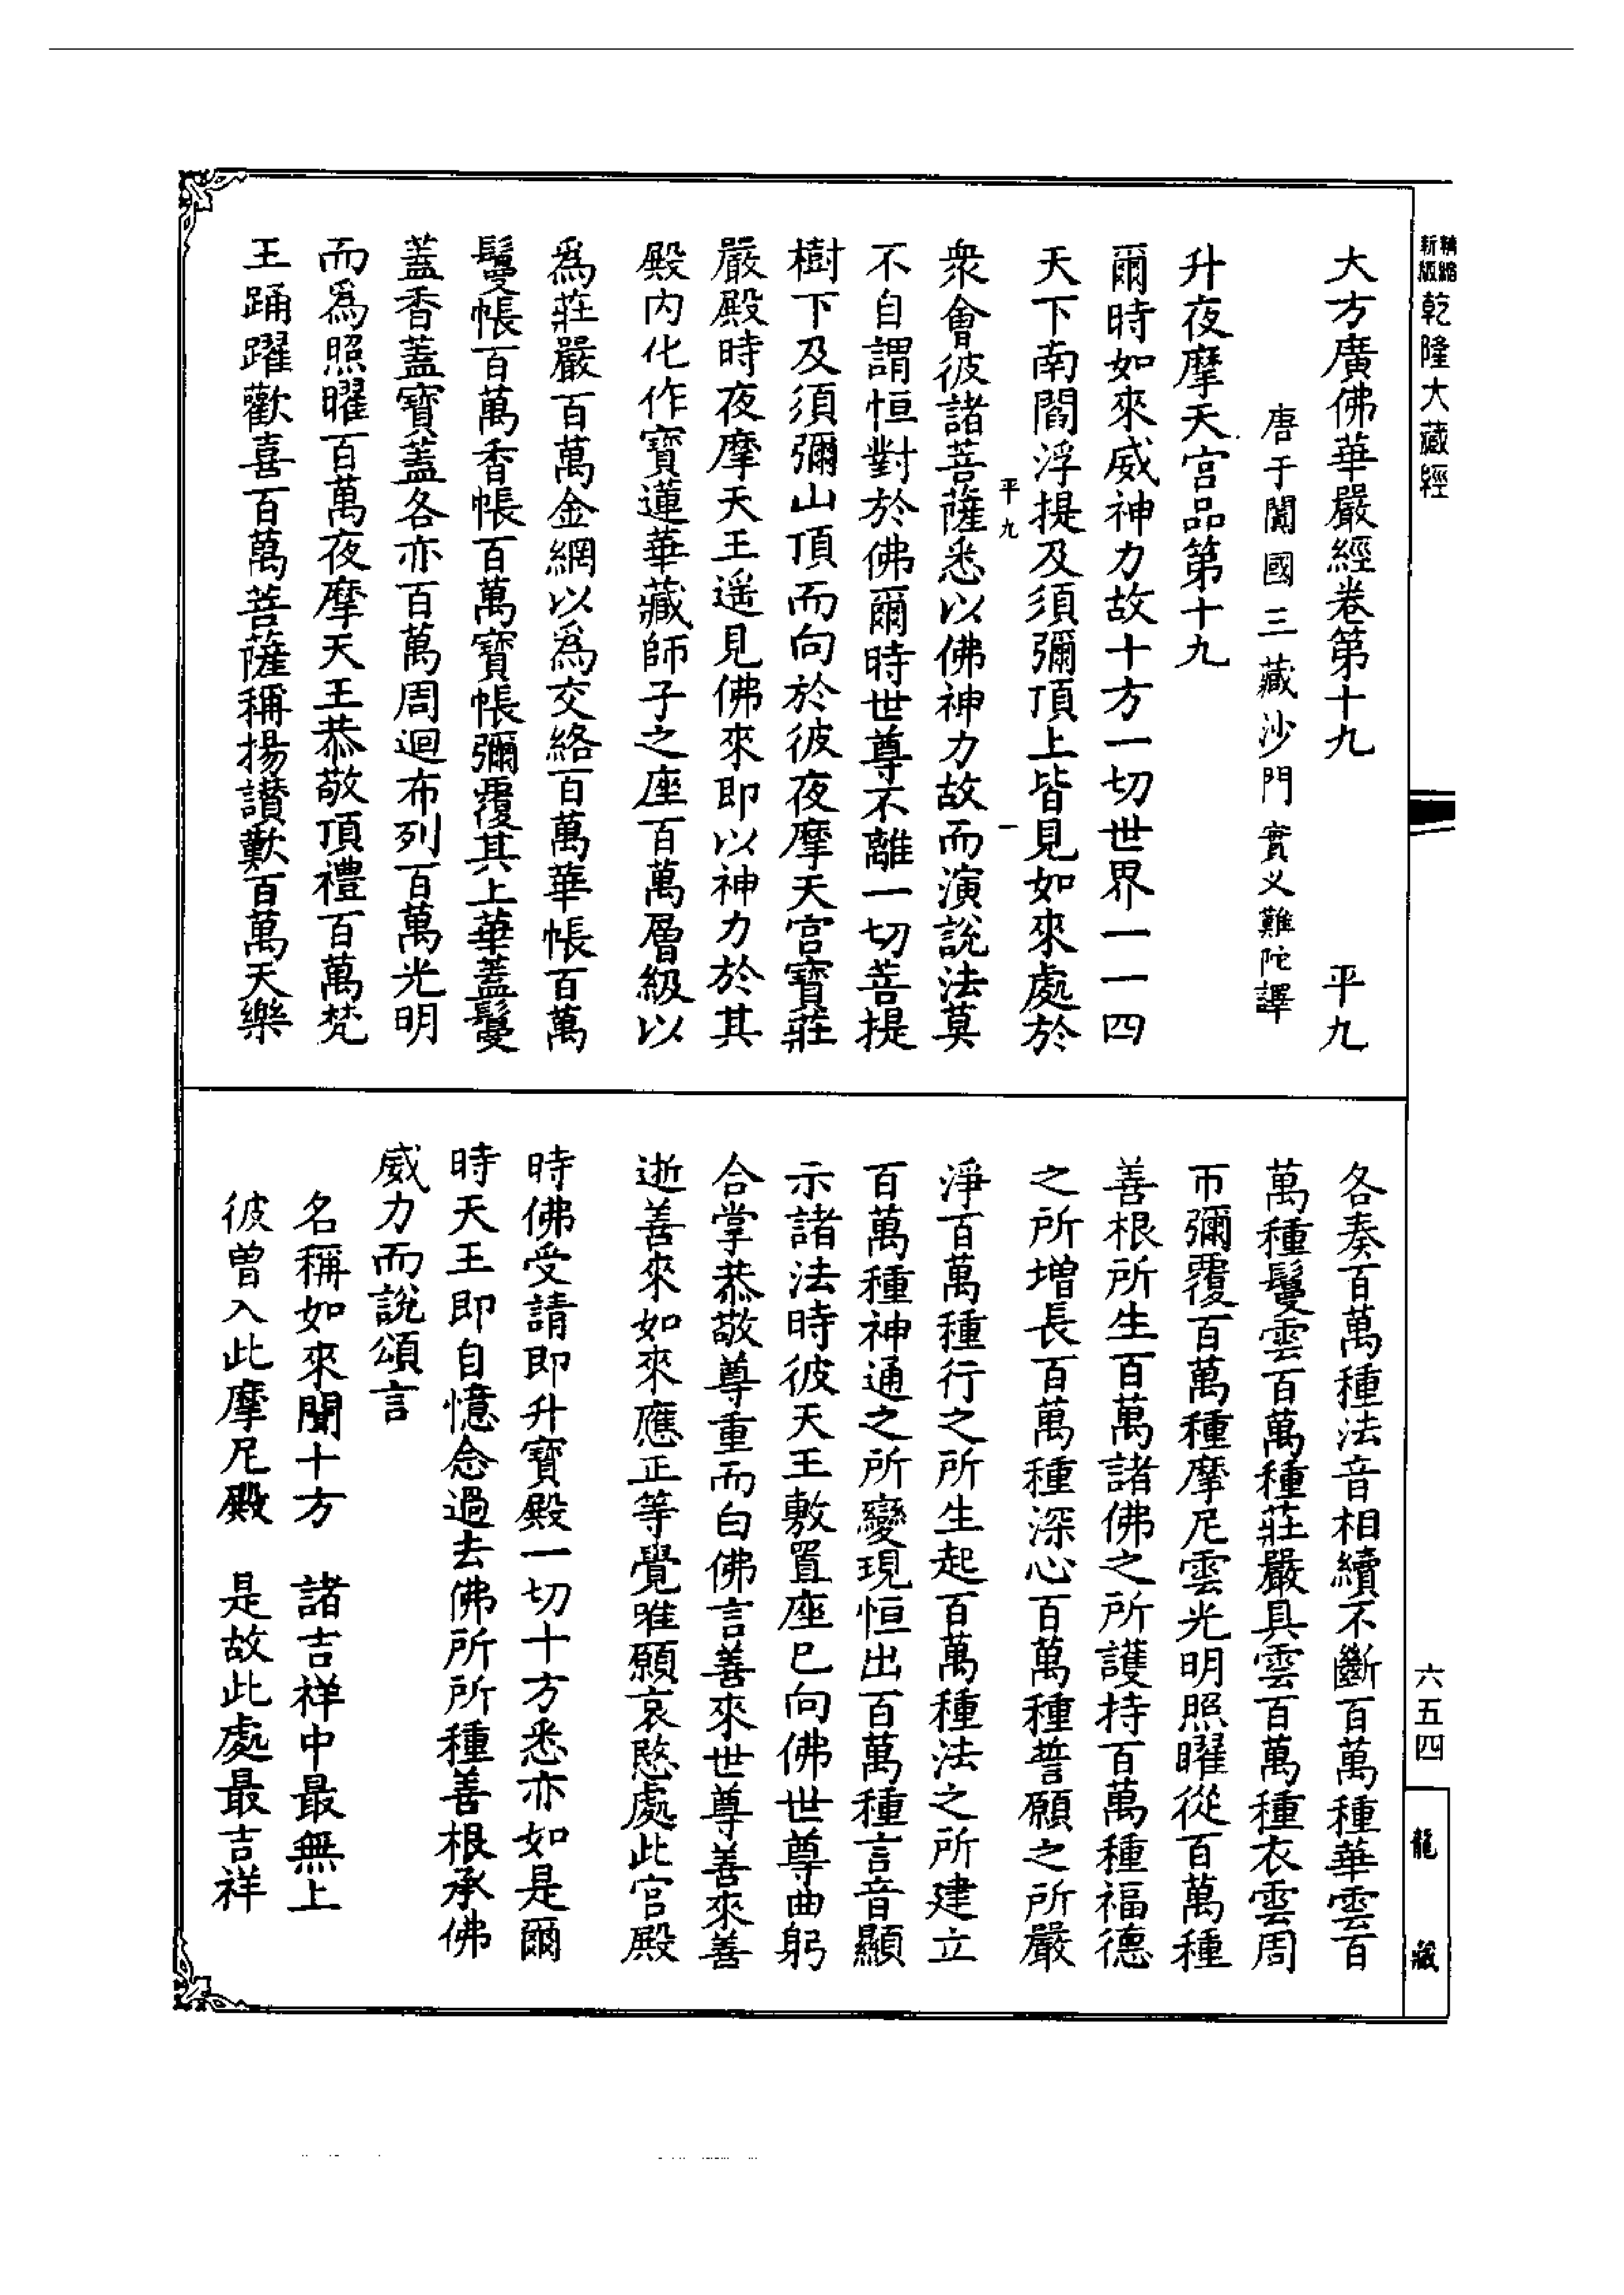 精縮新版乾隆大藏經
大方廣佛華嚴經卷第十九 平九
唐于闐國三藏沙門實叉難陀譯
升夜摩天宮品第十九
爾時如來威神力故十方一切世界一一四
天下南閻浮提及須彌頂上皆見如來處於
平九 一
衆會彼諸菩薩悉以佛神力故而演說法莫
不自謂恒對於佛爾時世尊不離一切菩提
樹下及須彌山頂而向於彼夜摩天宮寶莊
嚴殿時夜摩天王遥見佛來即以神力於其
殿内化作寶蓮華藏師子之座百萬層級以
爲莊嚴百萬金網以爲交絡百萬華帳百萬
鬘帳百萬香帳百萬寶帳彌覆其上華蓋鬘
蓋香蓋寶蓋各亦百萬周迴布列百萬光明
而爲照曜百萬夜摩天王恭敬頂禮百萬梵
王踊躍歡喜百萬菩薩稱揚讚歎百萬天樂
各奏百萬種法音相續不斷百萬種華雲百
萬種鬘雲百萬種莊嚴具雲百萬種衣雲周
帀彌覆百萬種摩尼雲光明照曜從百萬種
善根所生百萬諸佛之所護持百萬種福德
之所增長百萬種深心百萬種誓願之所嚴
淨百萬種行之所生起百萬種法之所建立
百萬種神通之所變現恒出百萬種言音顯
示諸法時彼天王敷置座已向佛世尊曲躬
合掌恭敬尊重而白佛言善來世尊善來善
逝善來如來應正等覺唯願哀愍處此宮殿
時佛受請即升寶殿一切十方悉亦如是爾
時天王即自憶念過去佛所所種善根承佛
威力而說頌言
名稱如來聞十方 諸吉祥中最無上
彼曾入此摩尼殿 是故此處最吉祥
六五四
龍藏